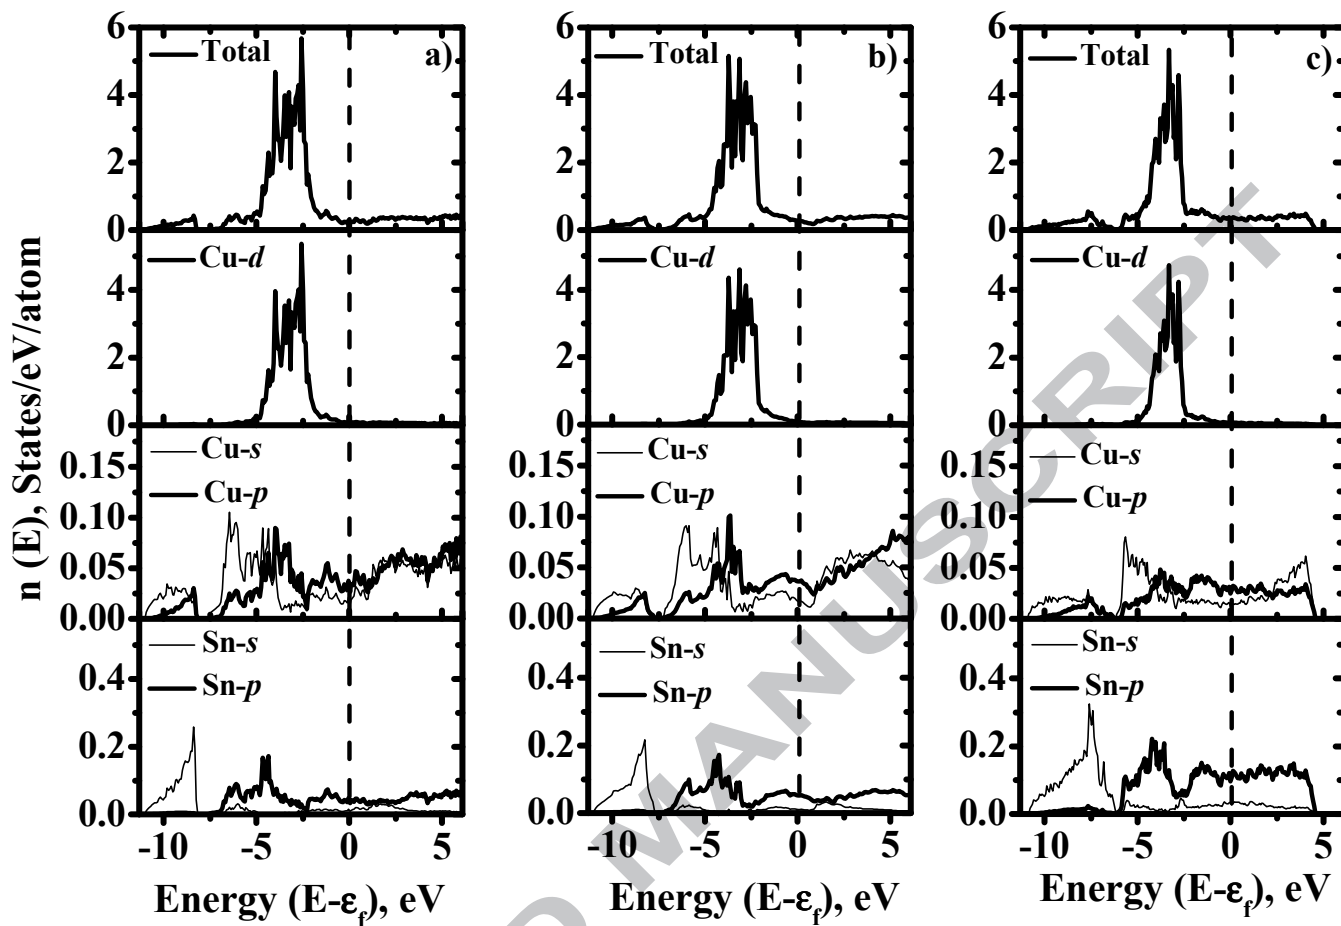 n (E), States/eV/atom
6
4
2
0
Total
a)
4
2
0
Cu-d
0.15
0.10
0.05
0.00
Cu-s
Cu-p
0.4
0.2
0.0
Sn-s
Sn-p
-10 -5 0 5
Energy (E-εf), eV
6
4
2
0
Total
b)
4
2
0
Cu-d
0.15
0.10
0.05
0.00
Cu-s
Cu-p
0.4
0.2
0.0
Sn-s
Sn-p
-10 -5 0 5
Energy (E-εf), eV
6
4
2
0
Total
c)
4
2
0
Cu-d
0.15
0.10
0.05
0.00
Cu-s
Cu-p
0.4
0.2
0.0
Sn-s
Sn-p
-10 -5 0 5
Energy (E-εf), eV
MANUSCRIPT